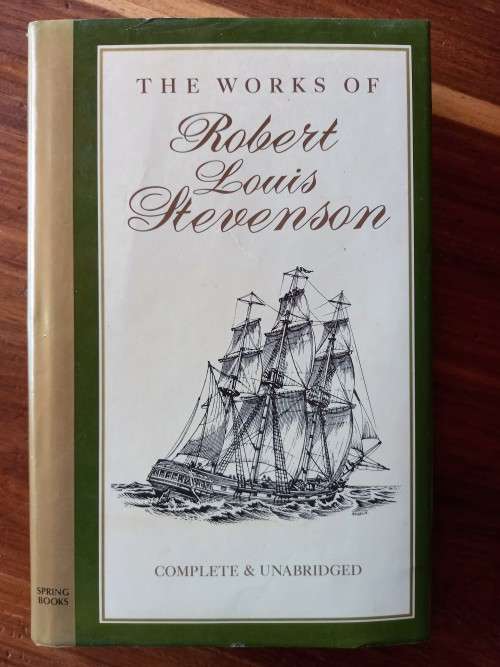 THE WORKS OF
Robert
Louis
Stevenson
COMPLETE & UNABRIDGED
SPRING
BOOKS